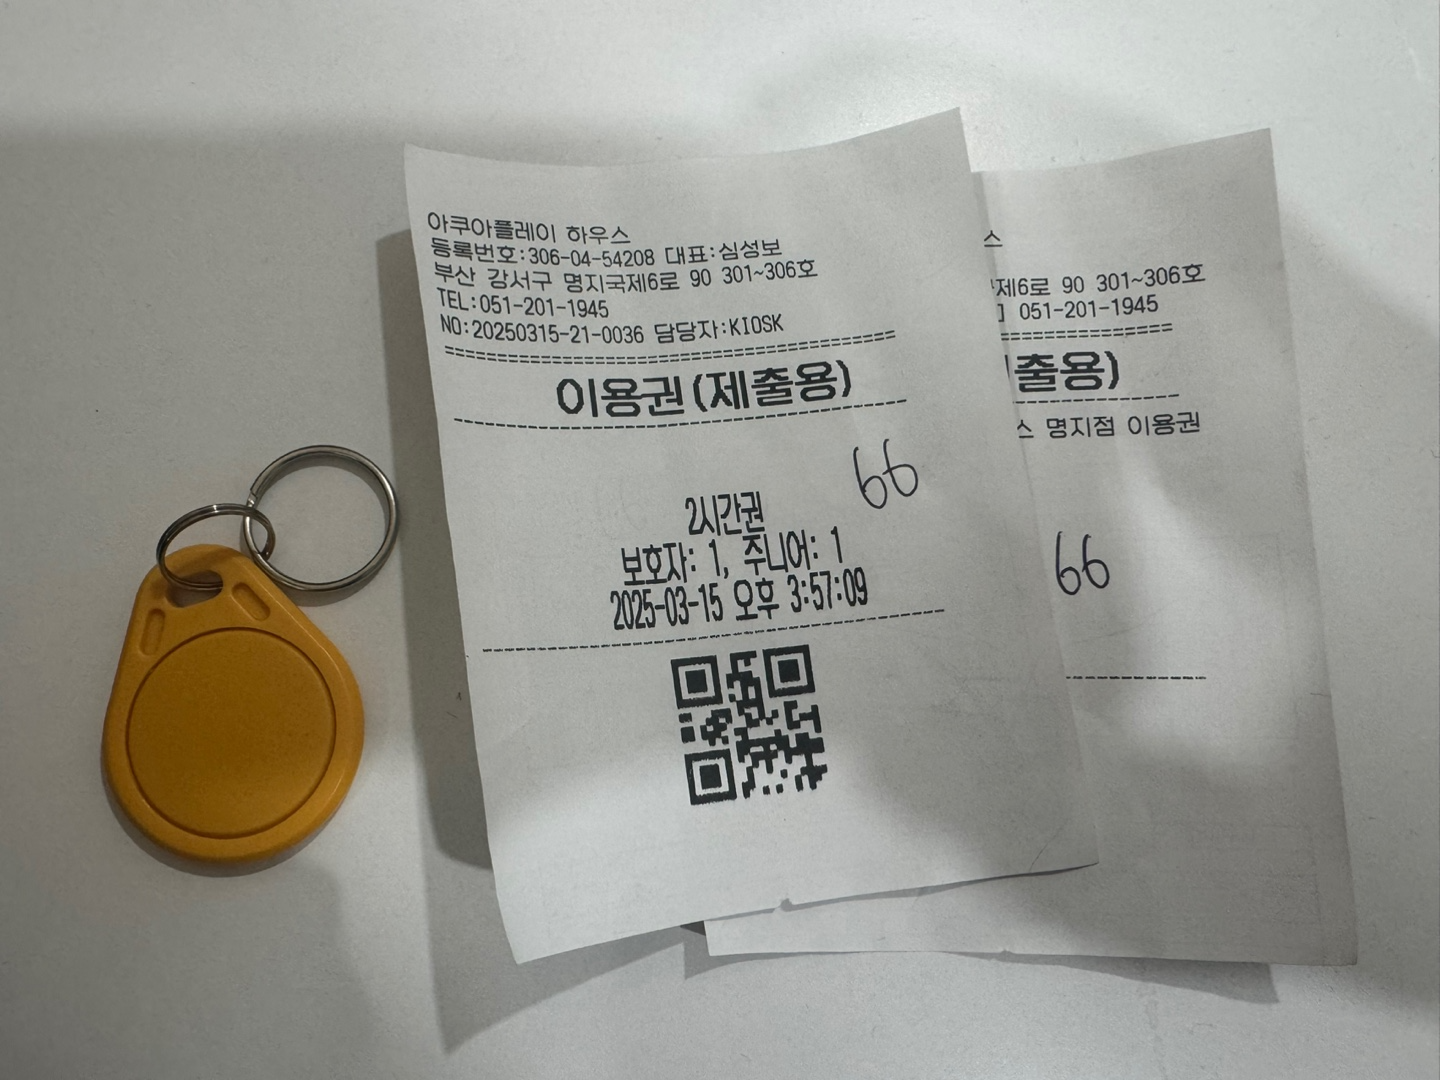 아쿠아플레이 하우스
등록번호:306-04-54208 대표:심성보
부산 강서구 명지국제6로 90 301~306호
TEL:051-201-1945
NO:20250315-21-0036 담당자:KIOSK
이용권(제출용)
66
2시간권
보호자: 1, 주니어: 1
2025-03-15 오후 3:57:09
스
제6로 90 301~306호
051-201-1945
출용)
스 명지점 이용권
66